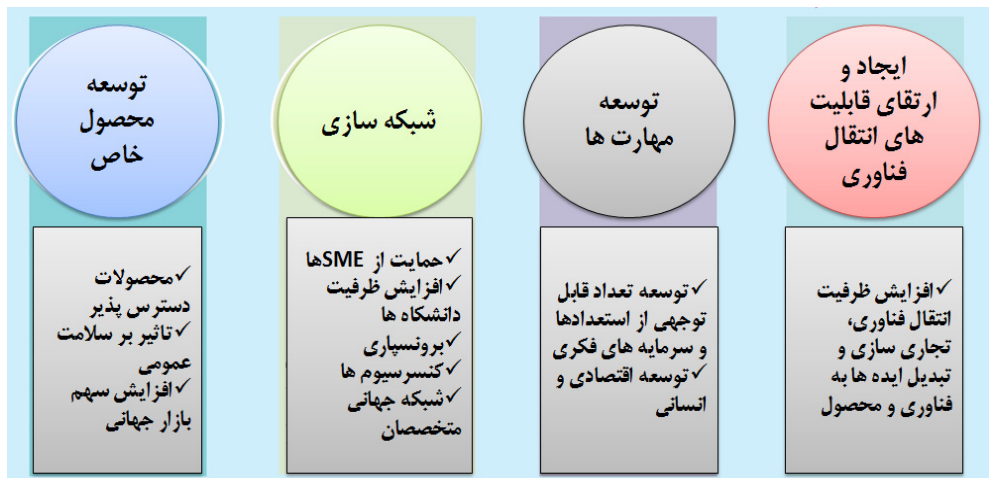 ایجاد و
ارتقای قابلیت
های انتقال
فناوری
✓افزایش ظرفیت
انتقال فناوری،
تجاری سازی و
تبدیل ایده ها به
فناوری و محصول
توسعه
مهارت ها
✓توسعه تعداد قابل
توجهی از استعدادها
و سرمایه های فکری
✓توسعه اقتصادی و
انسانی
شبکه سازی
✓حمایت از SMEها
✓افزایش ظرفیت
دانشگاه ها
✓برونسپاری
✓کنسرسیوم ها
✓شبکه جهانی
متخصصان
توسعه
محصول
خاص
✓محصولات
دسترس پذیر
✓تاثیر بر سلامت
عمومی
✓افزایش سهم
بازار جهانی